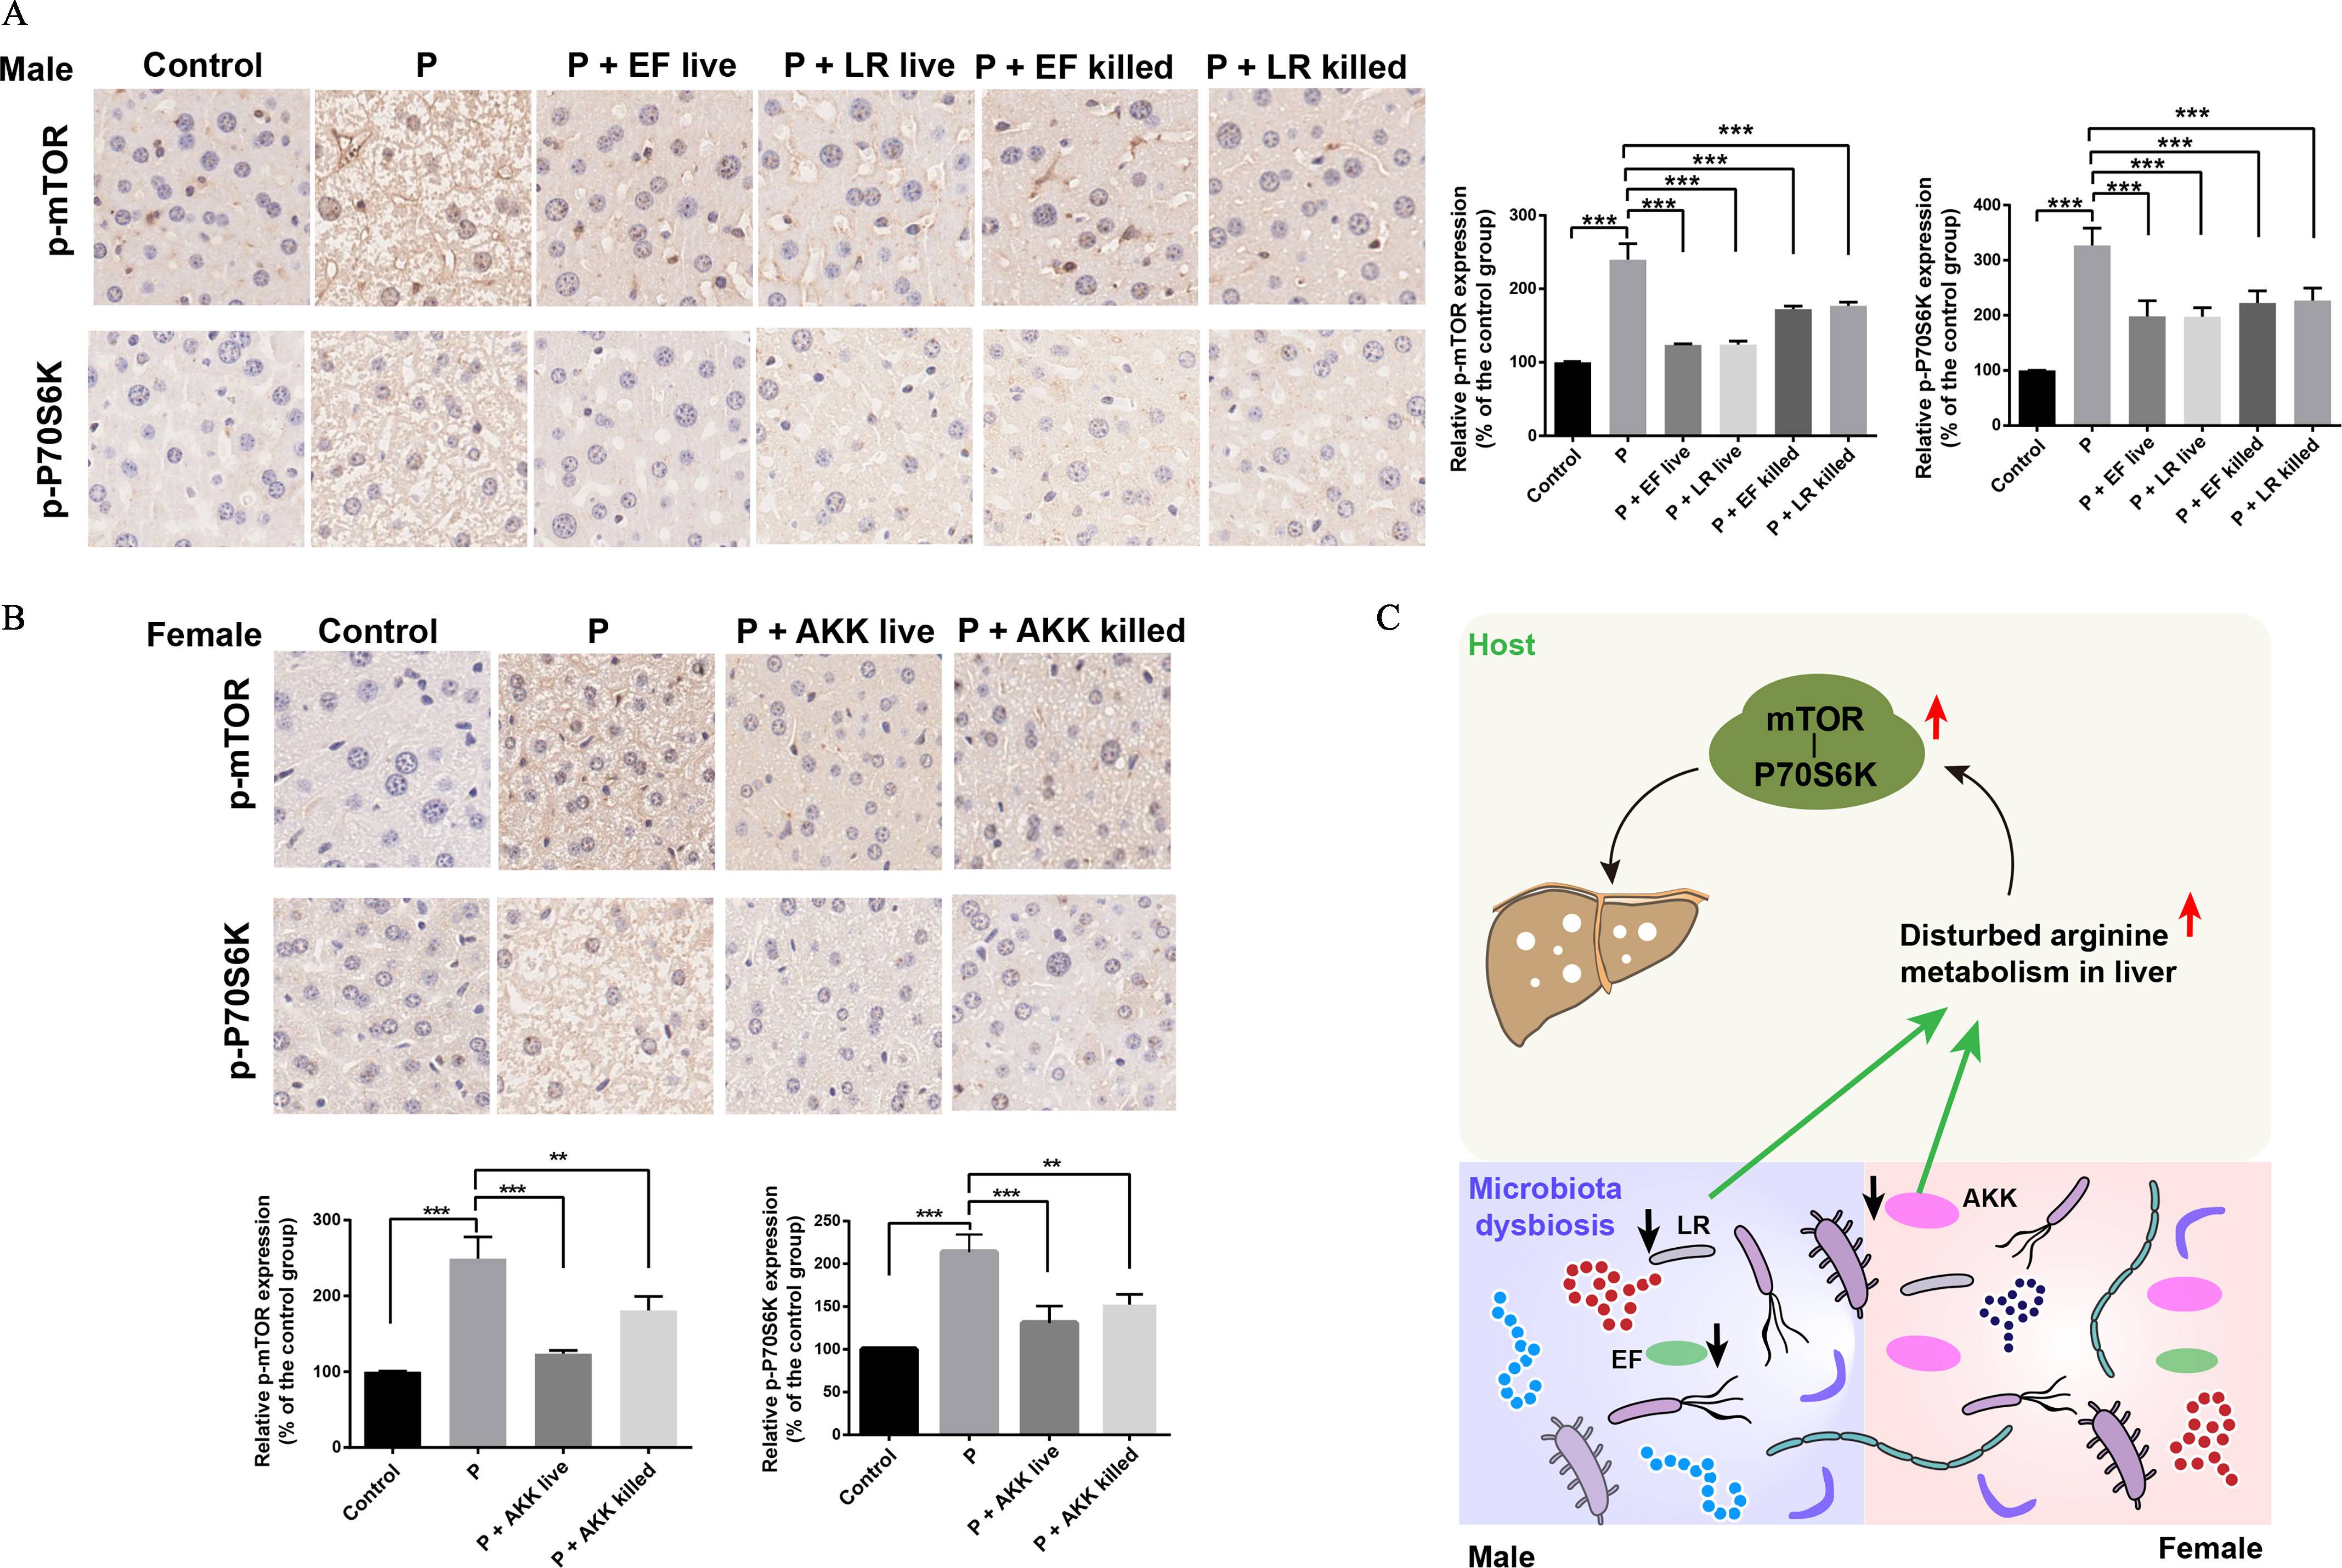 A
Male
Control
P
P + EF live
P + LR live
P + EF killed
P + LR killed
p-mTOR
p-P70S6K
Relative p-mTOR expression
(% of the control group)
300
200
100
0
***
***
***
***
***
Control
P
P + EF live
P + LR live
P + EF killed
P + LR killed
Relative p-P70S6K expression
(% of the control group)
400
300
200
100
0
***
***
***
***
***
Control
P
P + EF live
P + LR live
P + EF killed
P + LR killed
B
Female
Control
P
P + AKK live
P + AKK killed
p-mTOR
p-P70S6K
Relative p-mTOR expression
(% of the control group)
300
200
100
0
***
***
**
Control
P
P + AKK live
P + AKK killed
Relative p-P70S6K expression
(% of the control group)
250
200
150
100
50
0
***
***
**
Control
P
P + AKK live
P + AKK killed
C
Host
mTOR
P70S6K
Disturbed arginine
metabolism in liver
Microbiota
dysbiosis
LR
EF
AKK
Male
Female